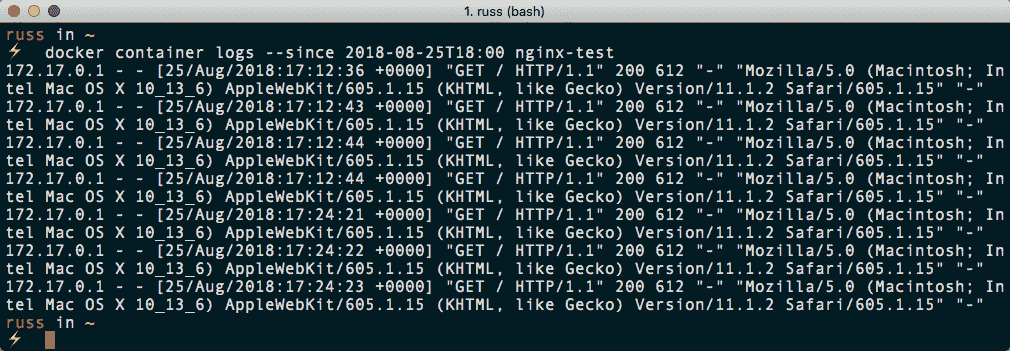 1. russ (bash)
russ in ~
⚡ docker container logs --since 2018-08-25T18:00 nginx-test
172.17.0.1 - - [25/Aug/2018:17:12:36 +0000] "GET / HTTP/1.1" 200 612 "-" "Mozilla/5.0 (Macintosh; In
tel Mac OS X 10_13_6) AppleWebKit/605.1.15 (KHTML, like Gecko) Version/11.1.2 Safari/605.1.15" "-"
172.17.0.1 - - [25/Aug/2018:17:12:43 +0000] "GET / HTTP/1.1" 200 612 "-" "Mozilla/5.0 (Macintosh; In
tel Mac OS X 10_13_6) AppleWebKit/605.1.15 (KHTML, like Gecko) Version/11.1.2 Safari/605.1.15" "-"
172.17.0.1 - - [25/Aug/2018:17:12:44 +0000] "GET / HTTP/1.1" 200 612 "-" "Mozilla/5.0 (Macintosh; In
tel Mac OS X 10_13_6) AppleWebKit/605.1.15 (KHTML, like Gecko) Version/11.1.2 Safari/605.1.15" "-"
172.17.0.1 - - [25/Aug/2018:17:12:44 +0000] "GET / HTTP/1.1" 200 612 "-" "Mozilla/5.0 (Macintosh; In
tel Mac OS X 10_13_6) AppleWebKit/605.1.15 (KHTML, like Gecko) Version/11.1.2 Safari/605.1.15" "-"
172.17.0.1 - - [25/Aug/2018:17:24:21 +0000] "GET / HTTP/1.1" 200 612 "-" "Mozilla/5.0 (Macintosh; In
tel Mac OS X 10_13_6) AppleWebKit/605.1.15 (KHTML, like Gecko) Version/11.1.2 Safari/605.1.15" "-"
172.17.0.1 - - [25/Aug/2018:17:24:22 +0000] "GET / HTTP/1.1" 200 612 "-" "Mozilla/5.0 (Macintosh; In
tel Mac OS X 10_13_6) AppleWebKit/605.1.15 (KHTML, like Gecko) Version/11.1.2 Safari/605.1.15" "-"
172.17.0.1 - - [25/Aug/2018:17:24:23 +0000] "GET / HTTP/1.1" 200 612 "-" "Mozilla/5.0 (Macintosh; In
tel Mac OS X 10_13_6) AppleWebKit/605.1.15 (KHTML, like Gecko) Version/11.1.2 Safari/605.1.15" "-"
russ in ~
⚡